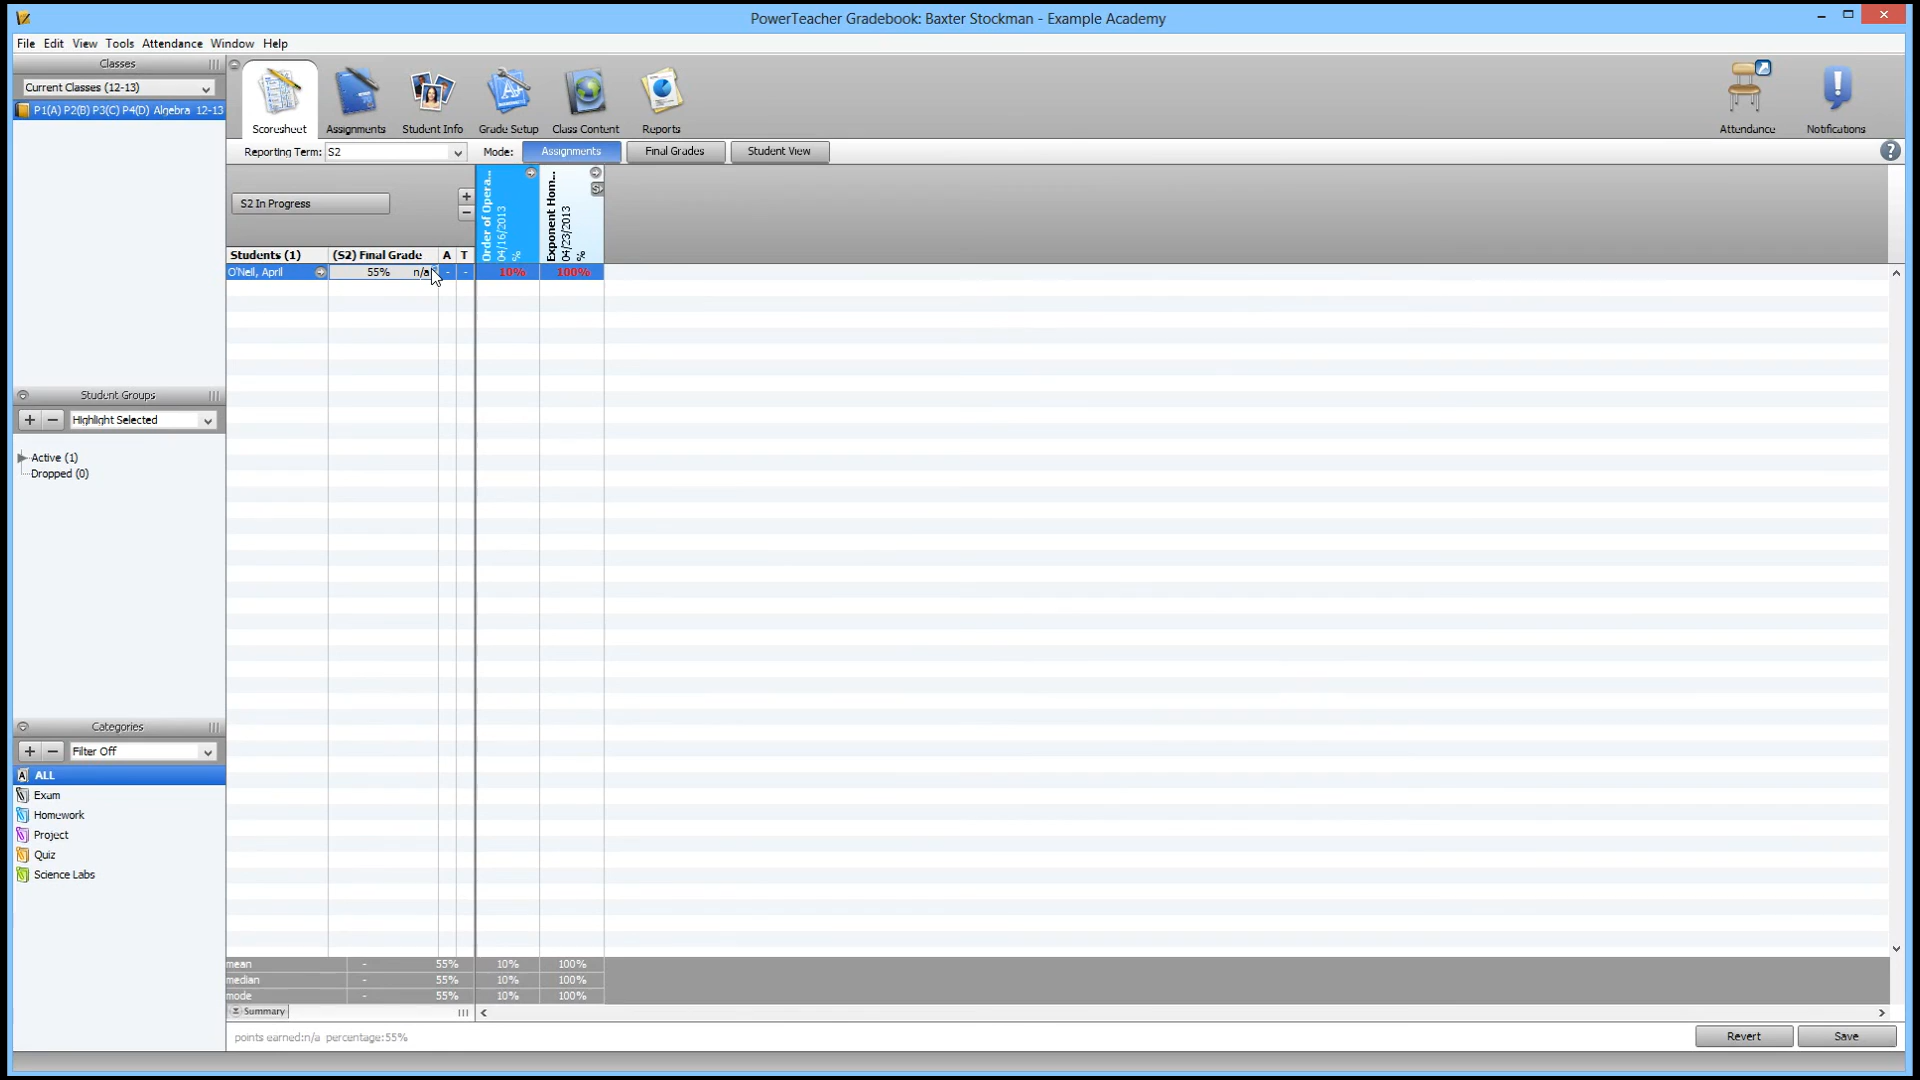 PowerTeacher Gradebook: Baxter Stockman - Example Academy
File Edit View Tools Attendance Window Help
Classes
Current Classes (12-13)
P1(A) P2(B) P3(C) P4(D) Algebra 12-13
Scoresheet Assignments Student Info Grade Setup Class Content Reports
Attendance Notifications
Reporting Term: S2 Mode: Assignments Final Grades Student View
S2 In Progress
Order of Opera...
04/16/2013
%
Exponent Hom...
04/23/2013
%
Students (1) (S2) Final Grade A T
O'Neil, April 55% n/a - - 10% 100%
Student Groups
Highlight Selected
Active (1)
Dropped (0)
Categories
Filter Off
ALL
Exam
Homework
Project
Quiz
Science Labs
mean - 55% 10% 100%
median - 55% 10% 100%
mode - 55% 10% 100%
Summary
points earned:n/a percentage:55%
Revert Save